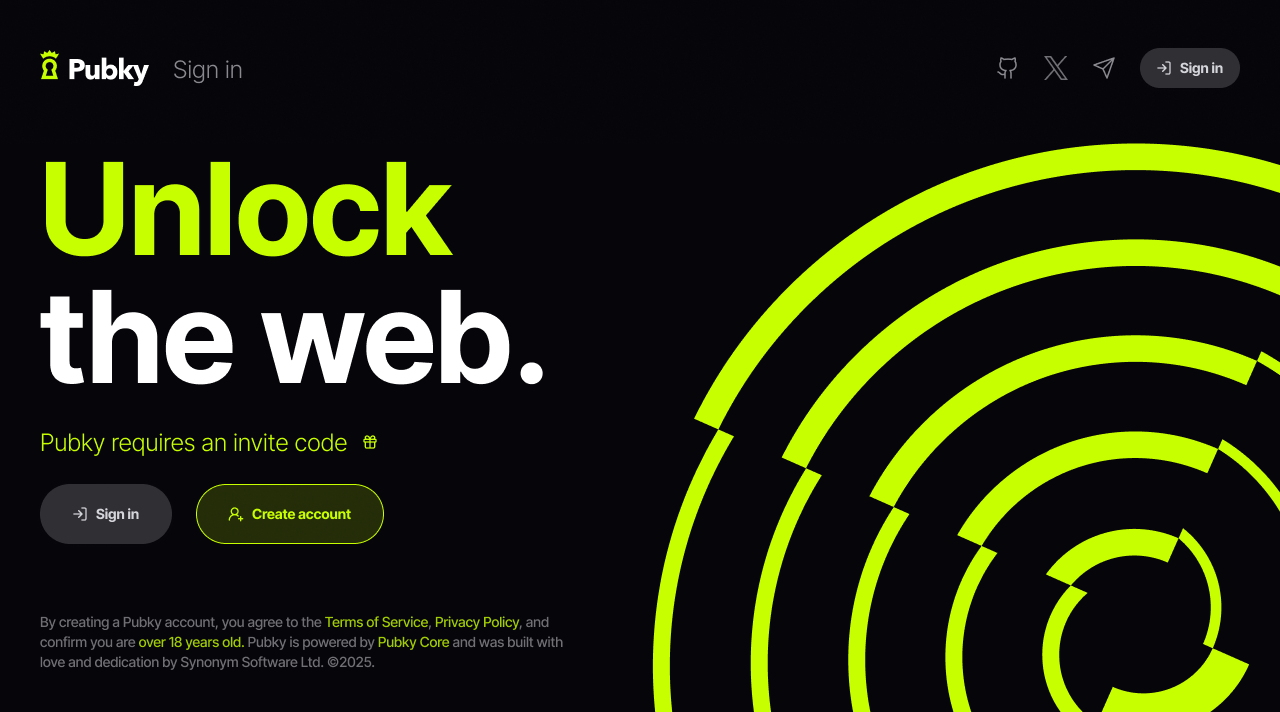 Pubky
Sign in
Sign in
Unlock
the web.
Pubky requires an invite code
Sign in
Create account
By creating a Pubky account, you agree to the Terms of Service, Privacy Policy, and
confirm you are over 18 years old. Pubky is powered by Pubky Core and was built with
love and dedication by Synonym Software Ltd. ©2025.